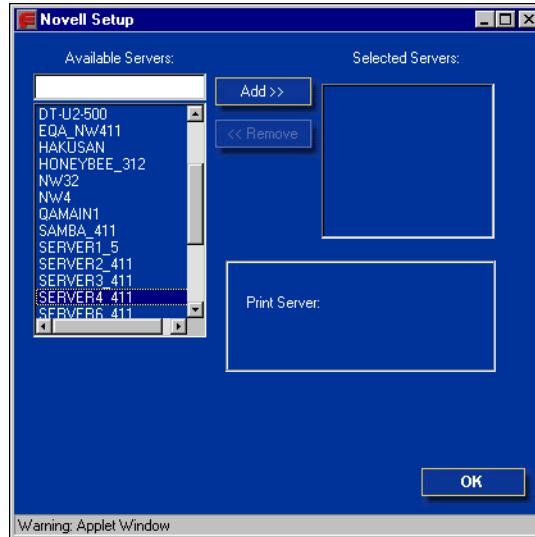 Novell Setup
Available Servers:
Selected Servers:
Add >>
<< Remove
DT-U2-500
EQA_NW411
HAKUSAN
HONEYBEE_312
NW32
NW4
QAMAIN1
SAMBA_411
SERVER1_5
SERVER2_411
SERVER3_411
SERVER4_411
SERVER6_411
Print Server:
OK
Warning: Applet Window